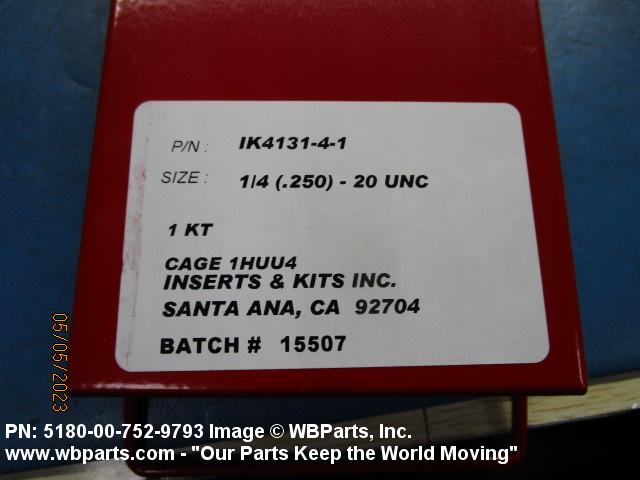 P/N : IK4131-4-1
SIZE : 1/4 (.250) - 20 UNC
1 KT
CAGE 1HUU4
INSERTS & KITS INC.
SANTA ANA, CA 92704
BATCH # 15507
05/05/2023
PN: 5180-00-752-9793 Image © WBParts, Inc.
www.wbparts.com - "Our Parts Keep the World Moving"